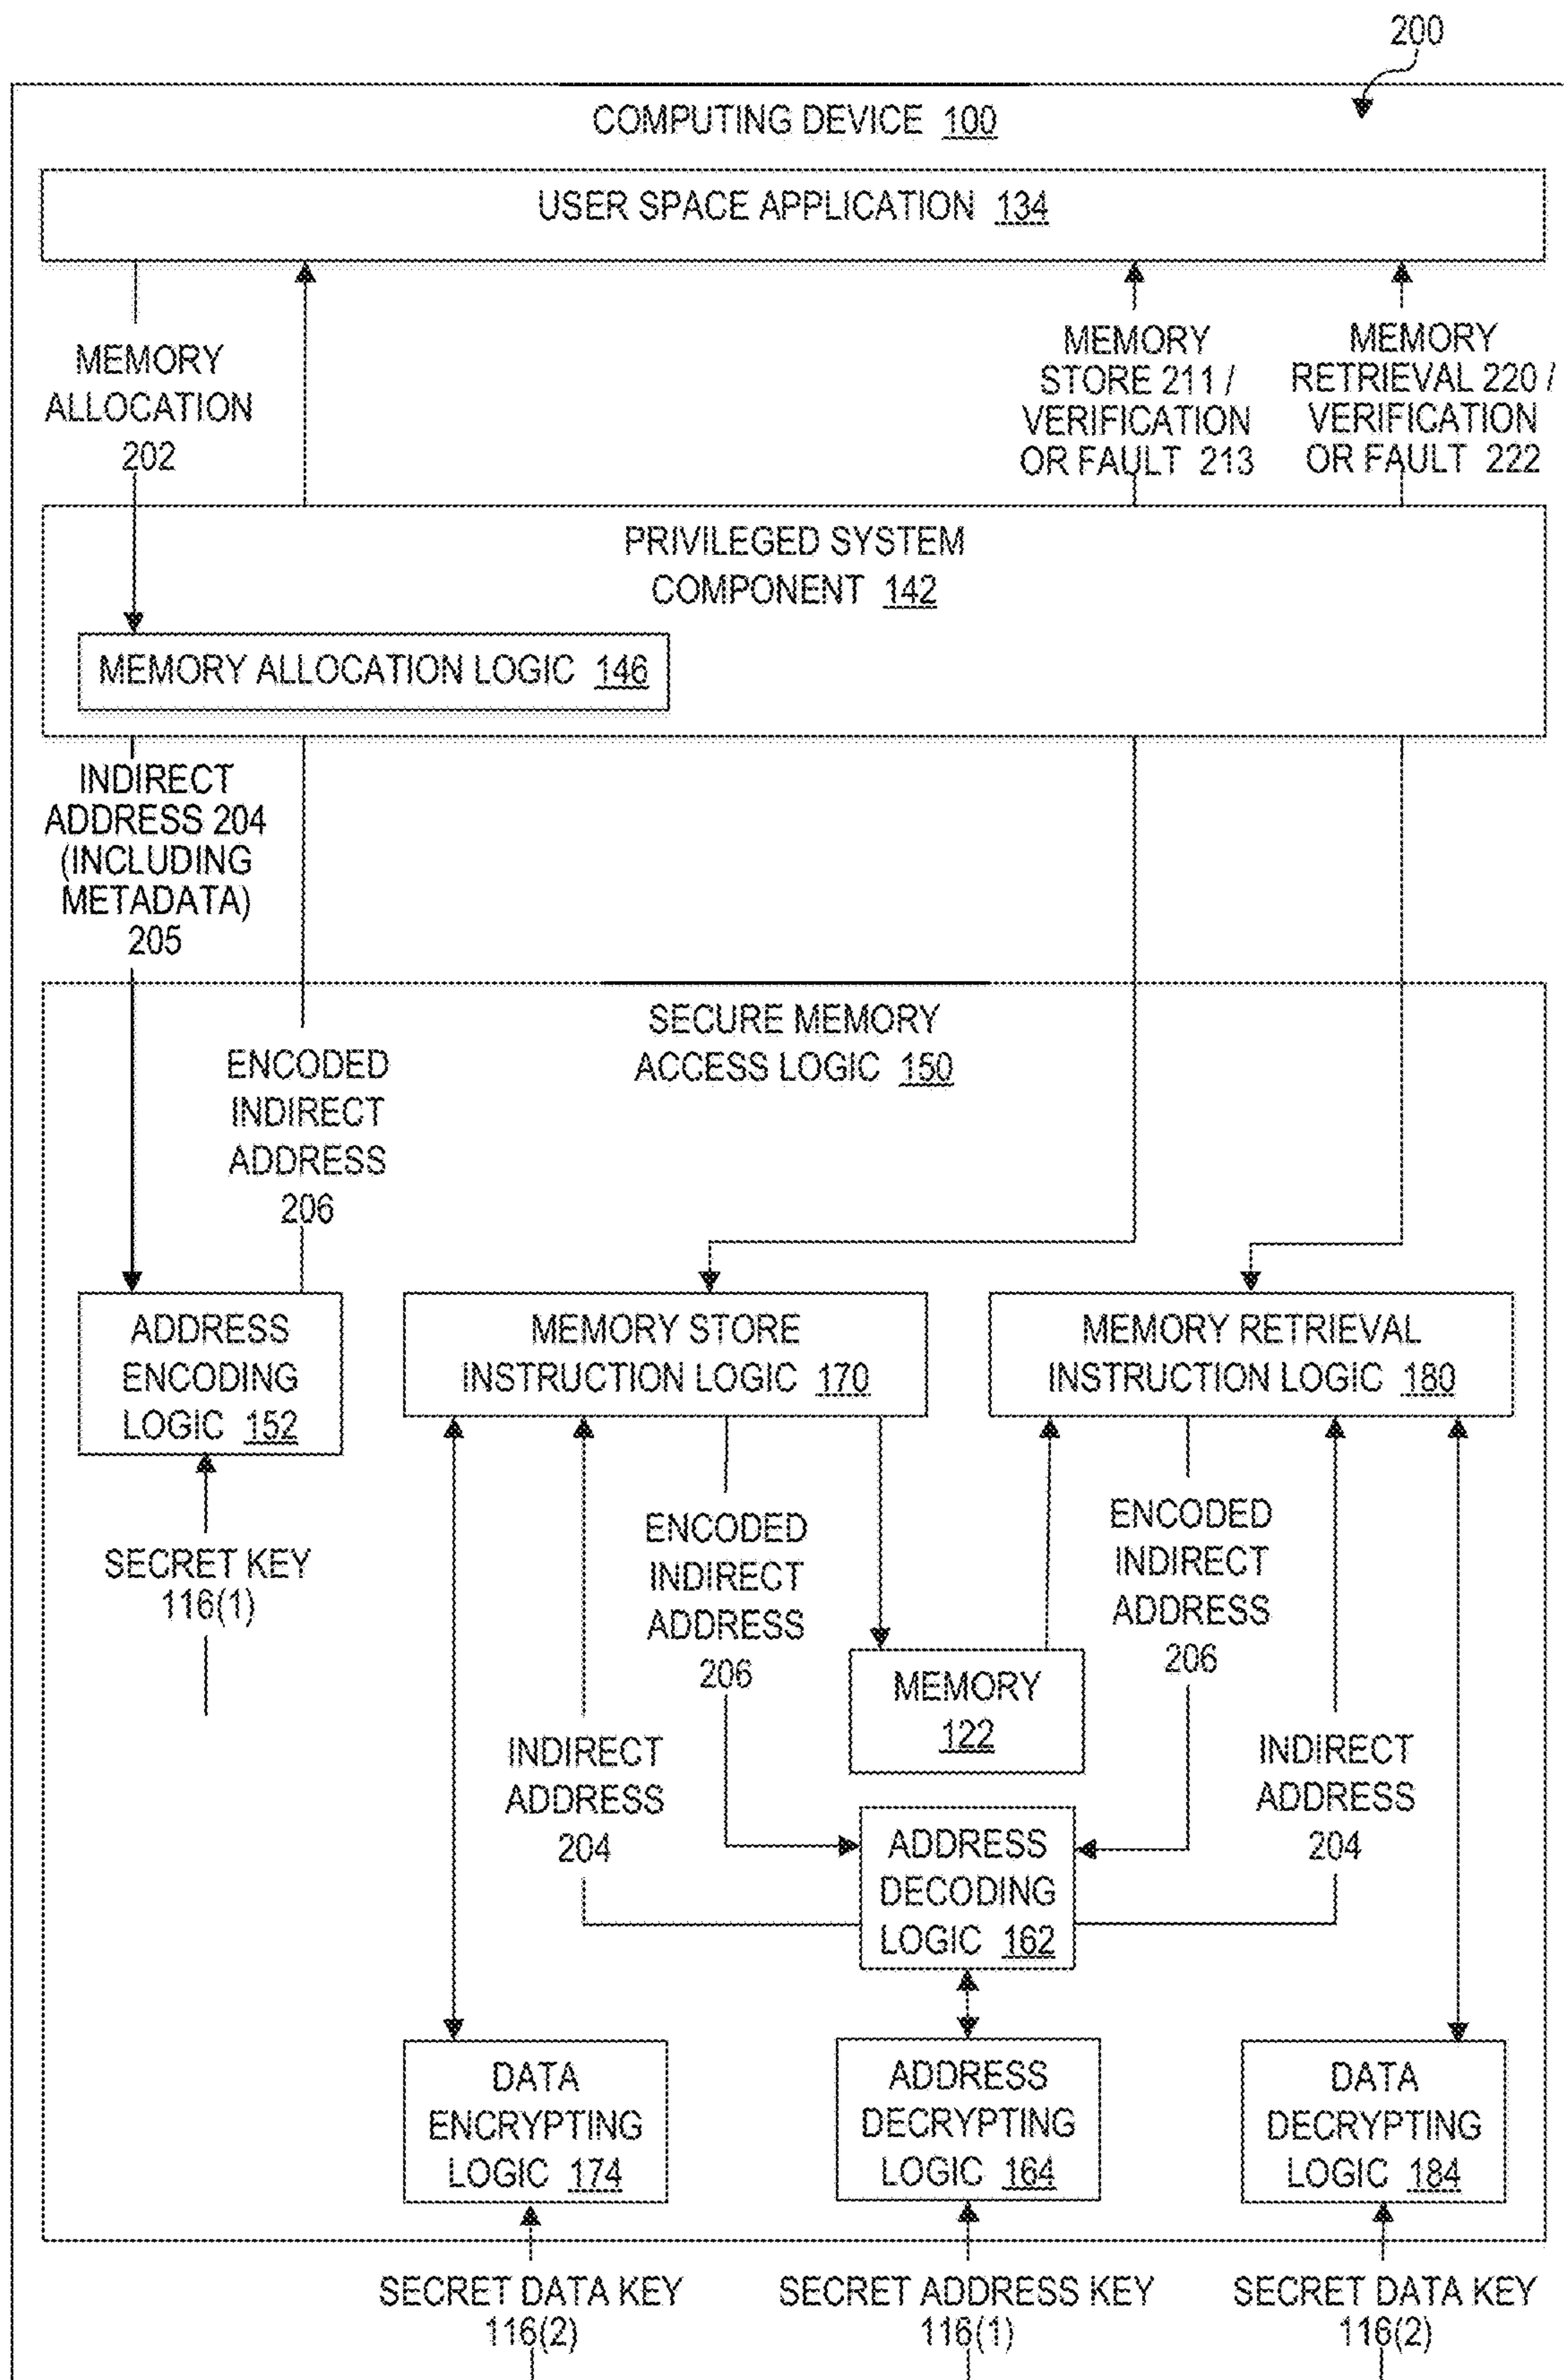 200
COMPUTING DEVICE 100
USER SPACE APPLICATION 134
MEMORY
ALLOCATION
202
MEMORY
STORE 211 /
VERIFICATION
OR FAULT 213
MEMORY
RETRIEVAL 220 /
VERIFICATION
OR FAULT 222
PRIVILEGED SYSTEM
COMPONENT 142
MEMORY ALLOCATION LOGIC 146
INDIRECT
ADDRESS 204
(INCLUDING
METADATA)
205
SECURE MEMORY
ACCESS LOGIC 150
ENCODED
INDIRECT
ADDRESS
206
ADDRESS
ENCODING
LOGIC 152
MEMORY STORE
INSTRUCTION LOGIC 170
MEMORY RETRIEVAL
INSTRUCTION LOGIC 180
SECRET KEY
116(1)
ENCODED
INDIRECT
ADDRESS
206
ENCODED
INDIRECT
ADDRESS
206
MEMORY
122
INDIRECT
ADDRESS
204
INDIRECT
ADDRESS
204
ADDRESS
DECODING
LOGIC 162
DATA
ENCRYPTING
LOGIC 174
ADDRESS
DECRYPTING
LOGIC 164
DATA
DECRYPTING
LOGIC 184
SECRET DATA KEY
116(2)
SECRET ADDRESS KEY
116(1)
SECRET DATA KEY
116(2)